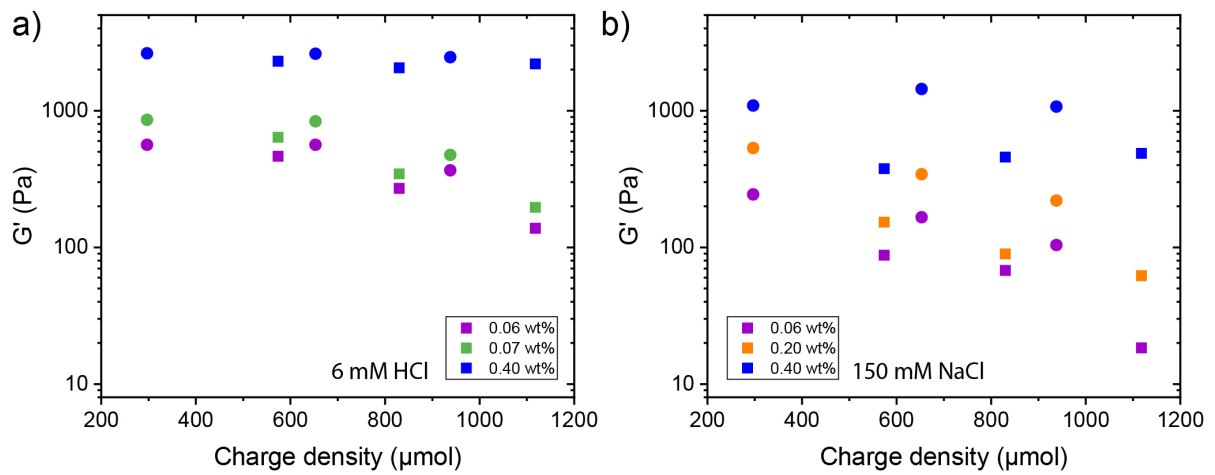 a)
1000
100
10
G' (Pa)
0.06 wt%
0.07 wt%
0.40 wt%
6 mM HCl
200 400 600 800 1000 1200
Charge density (μmol)
b)
1000
100
10
G' (Pa)
0.06 wt%
0.20 wt%
0.40 wt%
150 mM NaCl
200 400 600 800 1000 1200
Charge density (μmol)